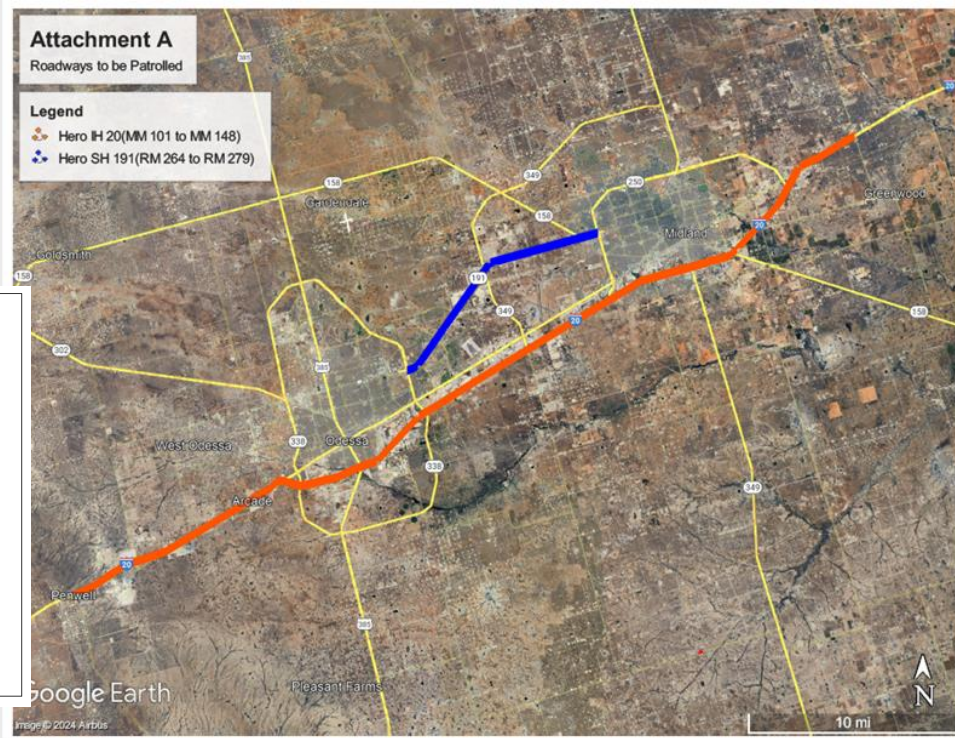 Attachment A
Roadways to be Patrolled
Legend
Hero IH 20(MM 101 to MM 148)
Hero SH 191(RM 264 to RM 279)
385
20
349
158
250
Gardendale
Greenwood
158
20
Midland
Goldsmith
158
191
349
158
20
302
385
338
West Odessa
Odessa
338
349
Arcade
20
Penwell
385
Pleasant Farms
Google Earth
Image © 2024 Airbus
N
10 mi